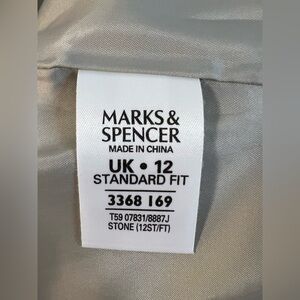 MARKS &
SPENCER
MADE IN CHINA
UK • 12
STANDARD FIT
3368 169
T59 07831/8887J
STONE (12ST/FT)